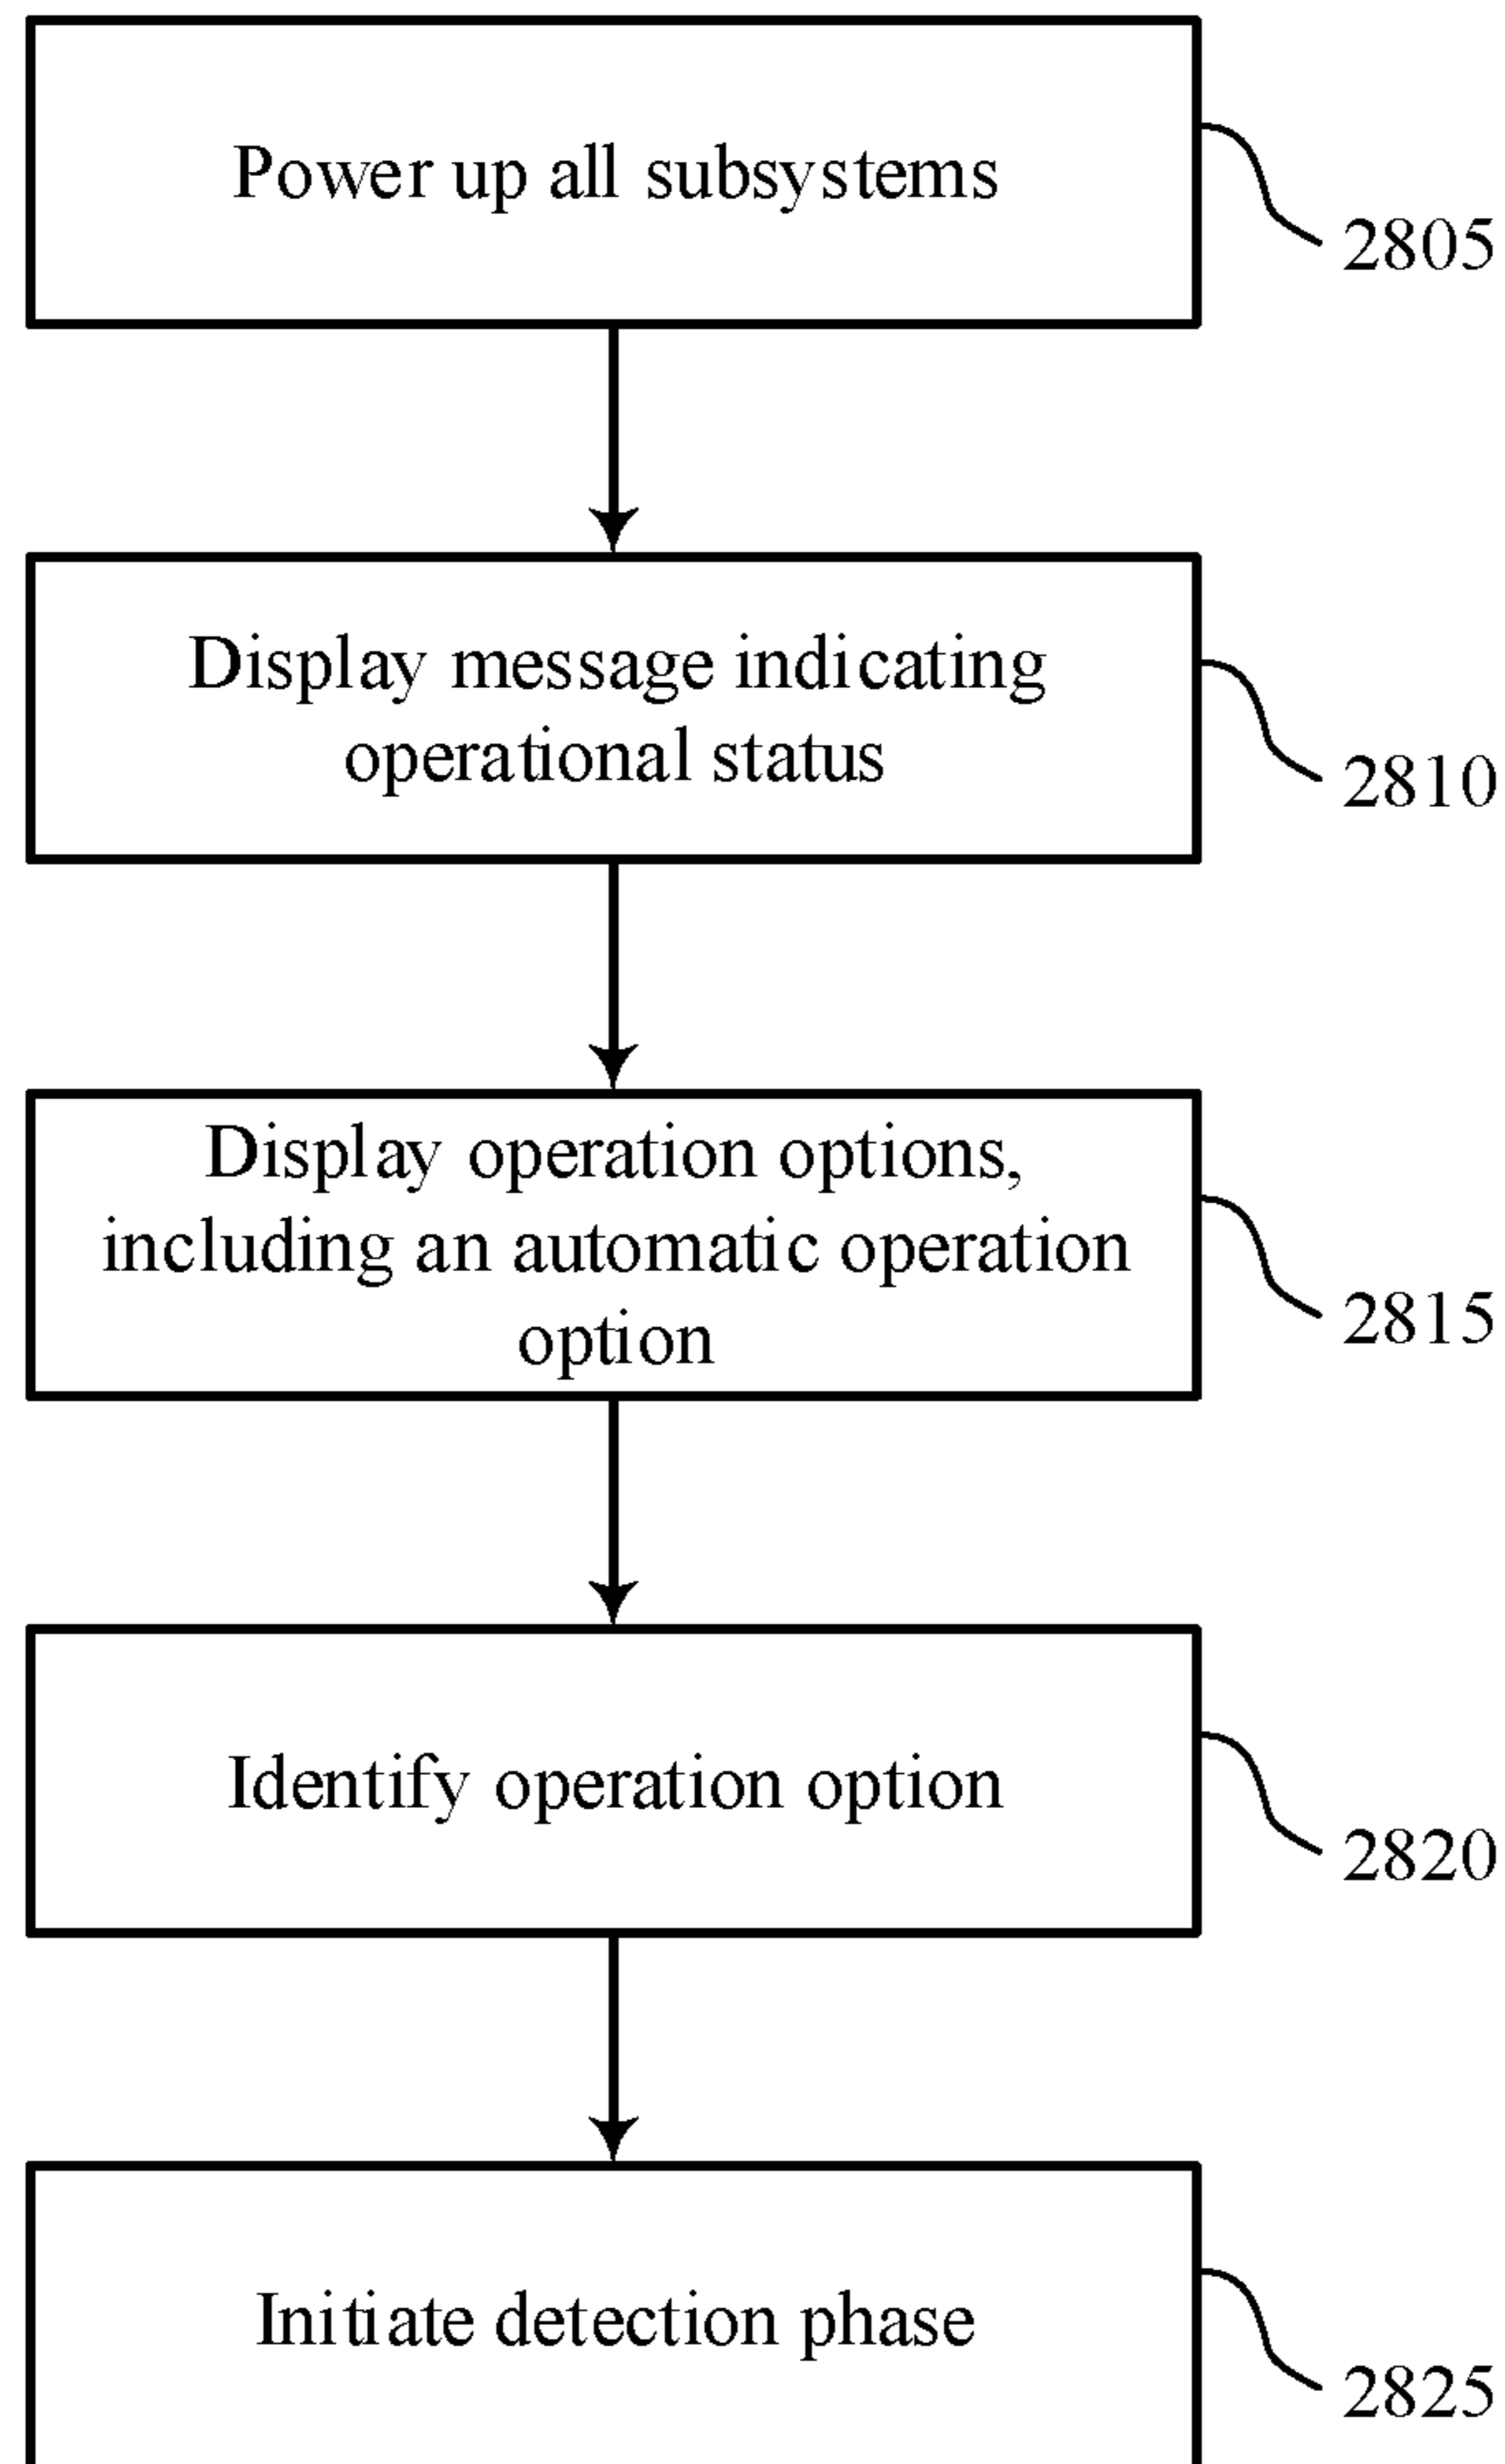 Power up all subsystems
2805
Display message indicating
operational status
2810
Display operation options,
including an automatic operation
option
2815
Identify operation option
2820
Initiate detection phase
2825